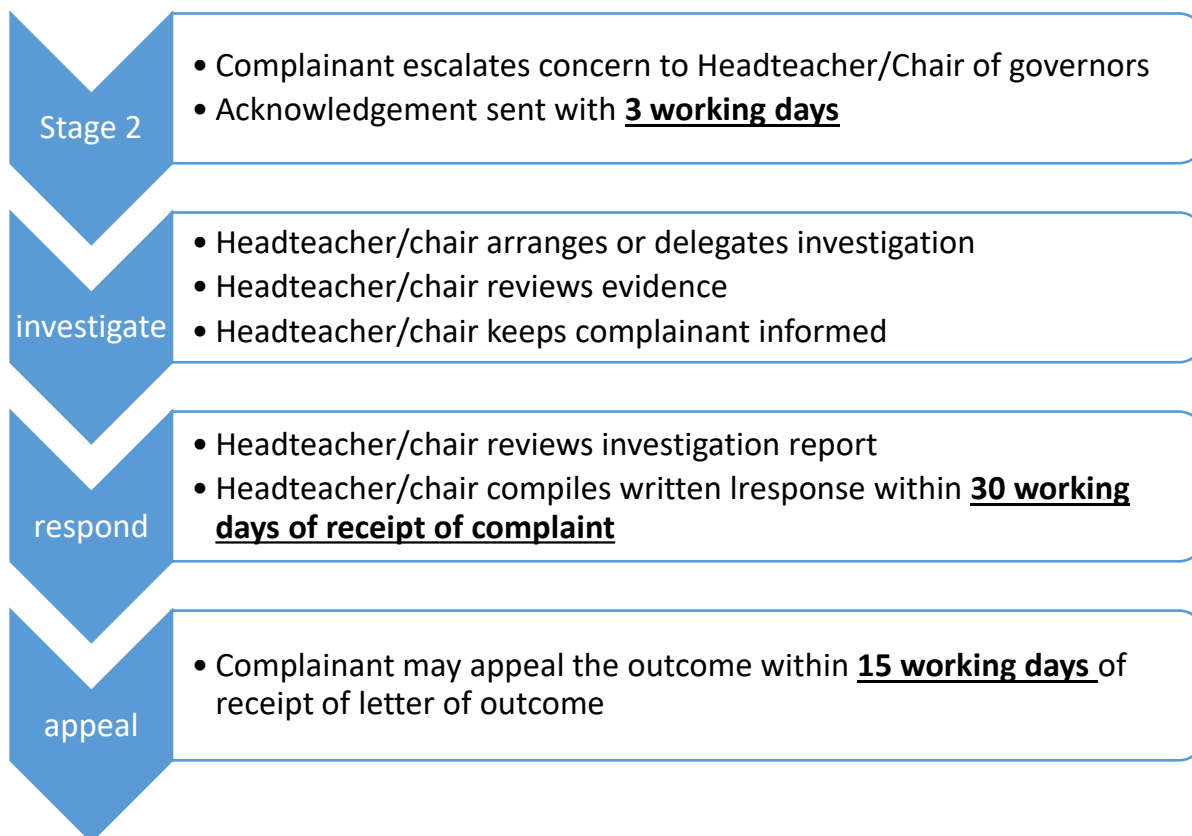 Stage 2
• Complainant escalates concern to Headteacher/Chair of governors
• Acknowledgement sent with 3 working days
investigate
• Headteacher/chair arranges or delegates investigation
• Headteacher/chair reviews evidence
• Headteacher/chair keeps complainant informed
respond
• Headteacher/chair reviews investigation report
• Headteacher/chair compiles written lresponse within 30 working
days of receipt of complaint
appeal
• Complainant may appeal the outcome within 15 working days of
receipt of letter of outcome